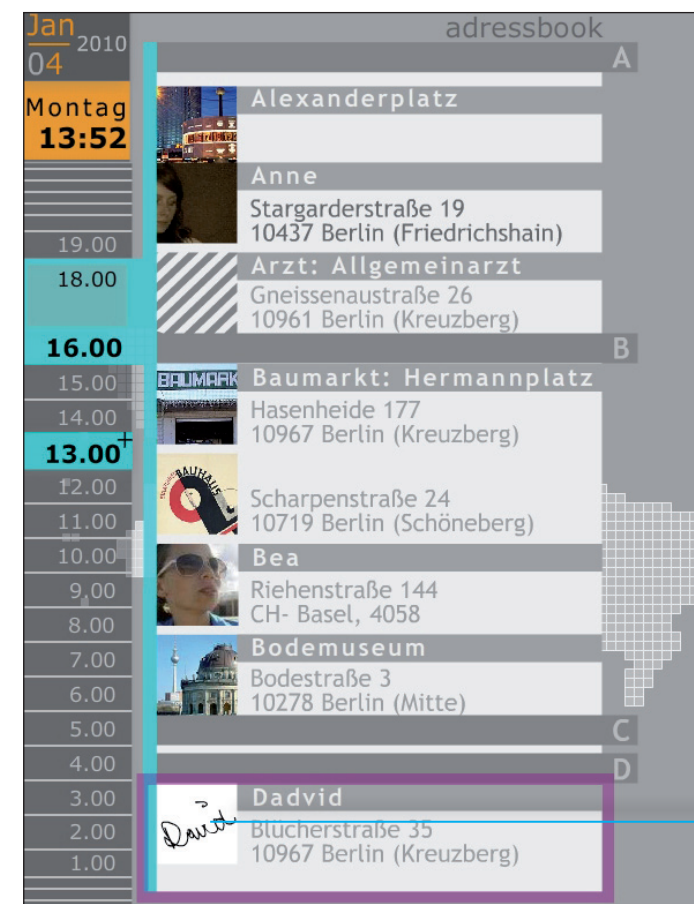 Jan
2010
04
Montag
13:52
19.00
18.00
16.00
15.00
14.00
13.00+
12.00
11.00
10.00
9.00
8.00
7.00
6.00
5.00
4.00
3.00
2.00
1.00
adressbook
A
Alexanderplatz
Anne
Stargarderstraße 19
10437 Berlin (Friedrichshain)
Arzt: Allgemeinarzt
Gneissenaustraße 26
10961 Berlin (Kreuzberg)
B
BAUMARK
Baumarkt: Hermannplatz
Hasenheide 177
10967 Berlin (Kreuzberg)
BAUHAUS
Scharpenstraße 24
10719 Berlin (Schöneberg)
Bea
Riehenstraße 144
CH- Basel, 4058
Bodemuseum
Bodestraße 3
10278 Berlin (Mitte)
C
D
Dadvid
David
Blücherstraße 35
10967 Berlin (Kreuzberg)